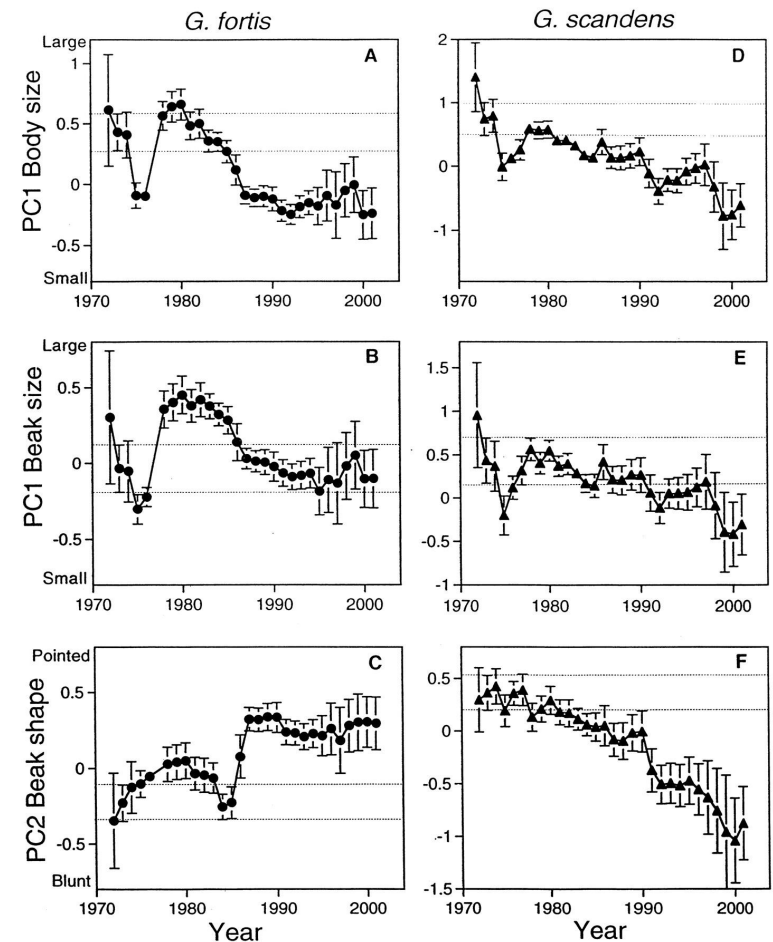 G. fortis
G. scandens
Large
A
1
0.5
0
-0.5
Small
PC1 Body size
1970 1980 1990 2000
D
2
1
0
-1
1970 1980 1990 2000
Large
B
0.5
0
-0.5
Small
PC1 Beak size
1970 1980 1990 2000
E
1.5
1
0.5
0
-0.5
-1
1970 1980 1990 2000
Pointed
C
0.5
0
-0.5
Blunt
PC2 Beak shape
1970 1980 1990 2000
Year
F
0.5
0
-0.5
-1
-1.5
1970 1980 1990 2000
Year